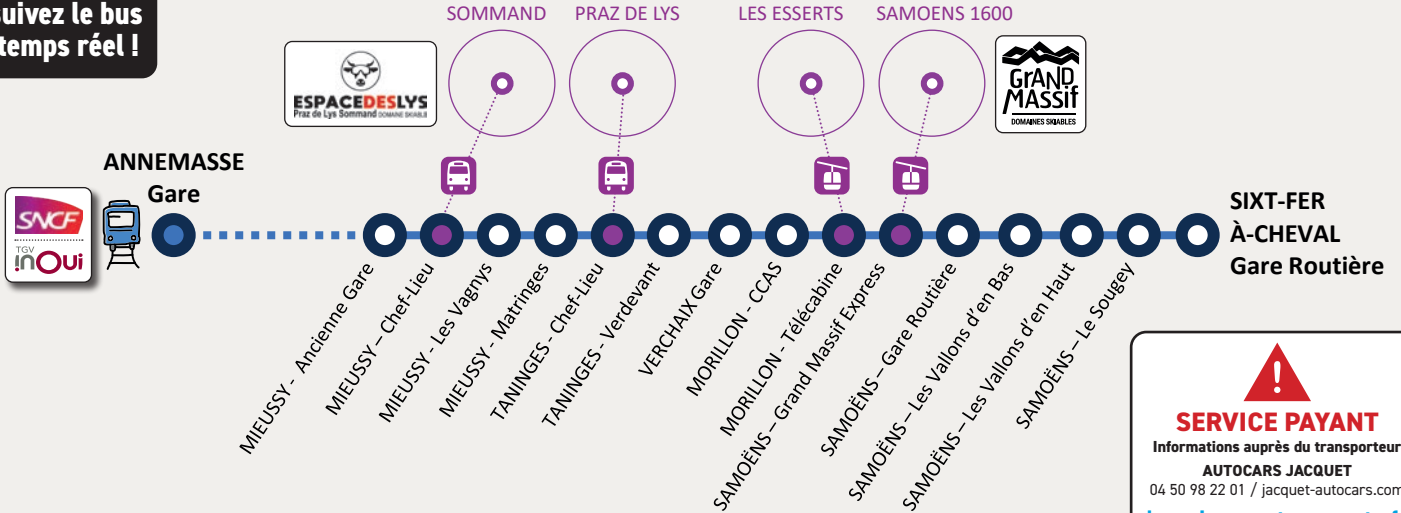 suivez le bus
temps réel !
SOMMAND
PRAZ DE LYS
LES ESSERTS
SAMOENS 1600
ESPACEDESLYS
Praz de Lys Sommand DOMAINE SKIABLE
GRAND
MASSIF
DOMAINES SKIABLES
ANNEMASSE
Gare
SNCF
TGV
inOui
SIXT-FER
À-CHEVAL
Gare Routière
MIEUSSY - Ancienne Gare
MIEUSSY – Chef-Lieu
MIEUSSY - Les Vagnys
MIEUSSY - Matringes
TANINGES - Chef-Lieu
TANINGES - Verdevant
VERCHAIX Gare
MORILLON - CCAS
MORILLON - Télécabine
SAMOËNS – Grand Massif Express
SAMOËNS – Gare Routière
SAMOËNS – Les Vallons d'en Bas
SAMOËNS – Les Vallons d'en Haut
SAMOËNS – Le Sougey
SERVICE PAYANT
Informations auprès du transporteur
AUTOCARS JACQUET
04 50 98 22 01 / jacquet-autocars.com